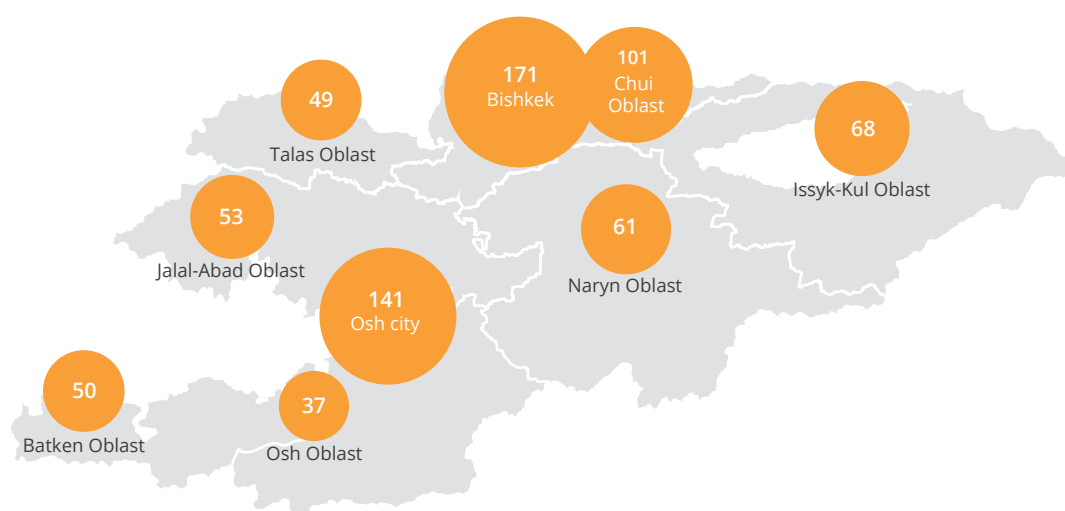 171
Bishkek
101
Chui
Oblast
49
Talas Oblast
68
Issyk-Kul Oblast
53
Jalal-Abad Oblast
61
Naryn Oblast
141
Osh city
50
Batken Oblast
37
Osh Oblast